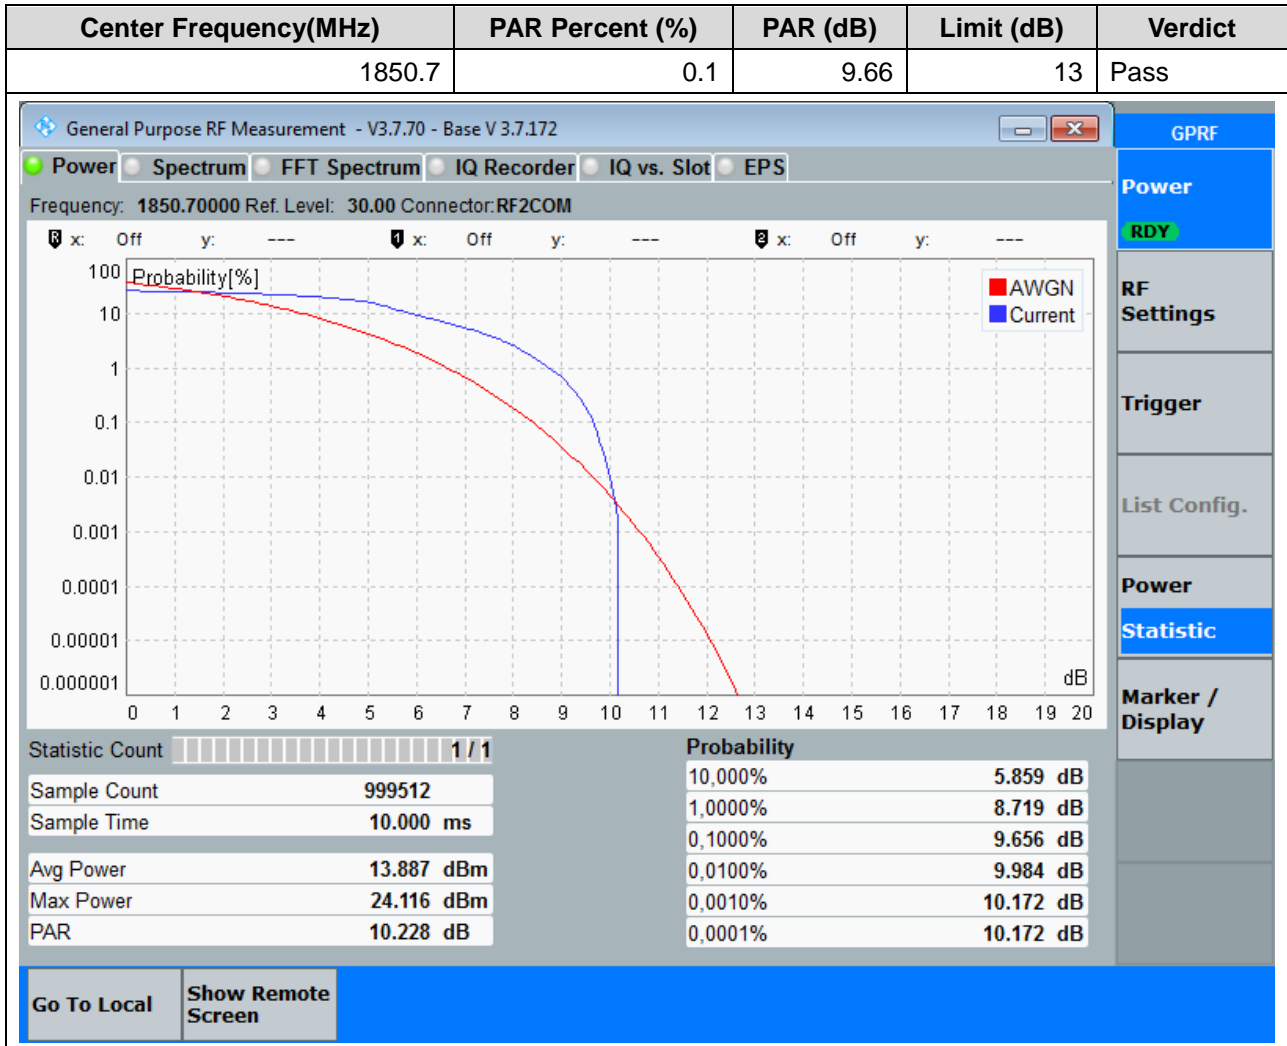 Center Frequency(MHz) PAR Percent (%) PAR (dB) Limit (dB) Verdict
1850.7 0.1 9.66 13 Pass
General Purpose RF Measurement - V3.7.70 - Base V 3.7.172
GPRF
Power Spectrum FFT Spectrum IQ Recorder IQ vs. Slot EPS
Power
RDY
Frequency: 1850.70000 Ref. Level: 30.00 Connector:RF2COM
R x: Off y: --- 1 x: Off y: --- 2 x: Off y: ---
Probability[%]
AWGN
Current
100
10
1
0.1
0.01
0.001
0.0001
0.00001
0.000001
dB
0 1 2 3 4 5 6 7 8 9 10 11 12 13 14 15 16 17 18 19 20
RF
Settings
Trigger
List Config.
Power
Statistic
Marker /
Display
Statistic Count 1 / 1
Sample Count 999512
Sample Time 10.000 ms
Avg Power 13.887 dBm
Max Power 24.116 dBm
PAR 10.228 dB
Probability
10,000% 5.859 dB
1,0000% 8.719 dB
0,1000% 9.656 dB
0,0100% 9.984 dB
0,0010% 10.172 dB
0,0001% 10.172 dB
Go To Local
Show Remote
Screen